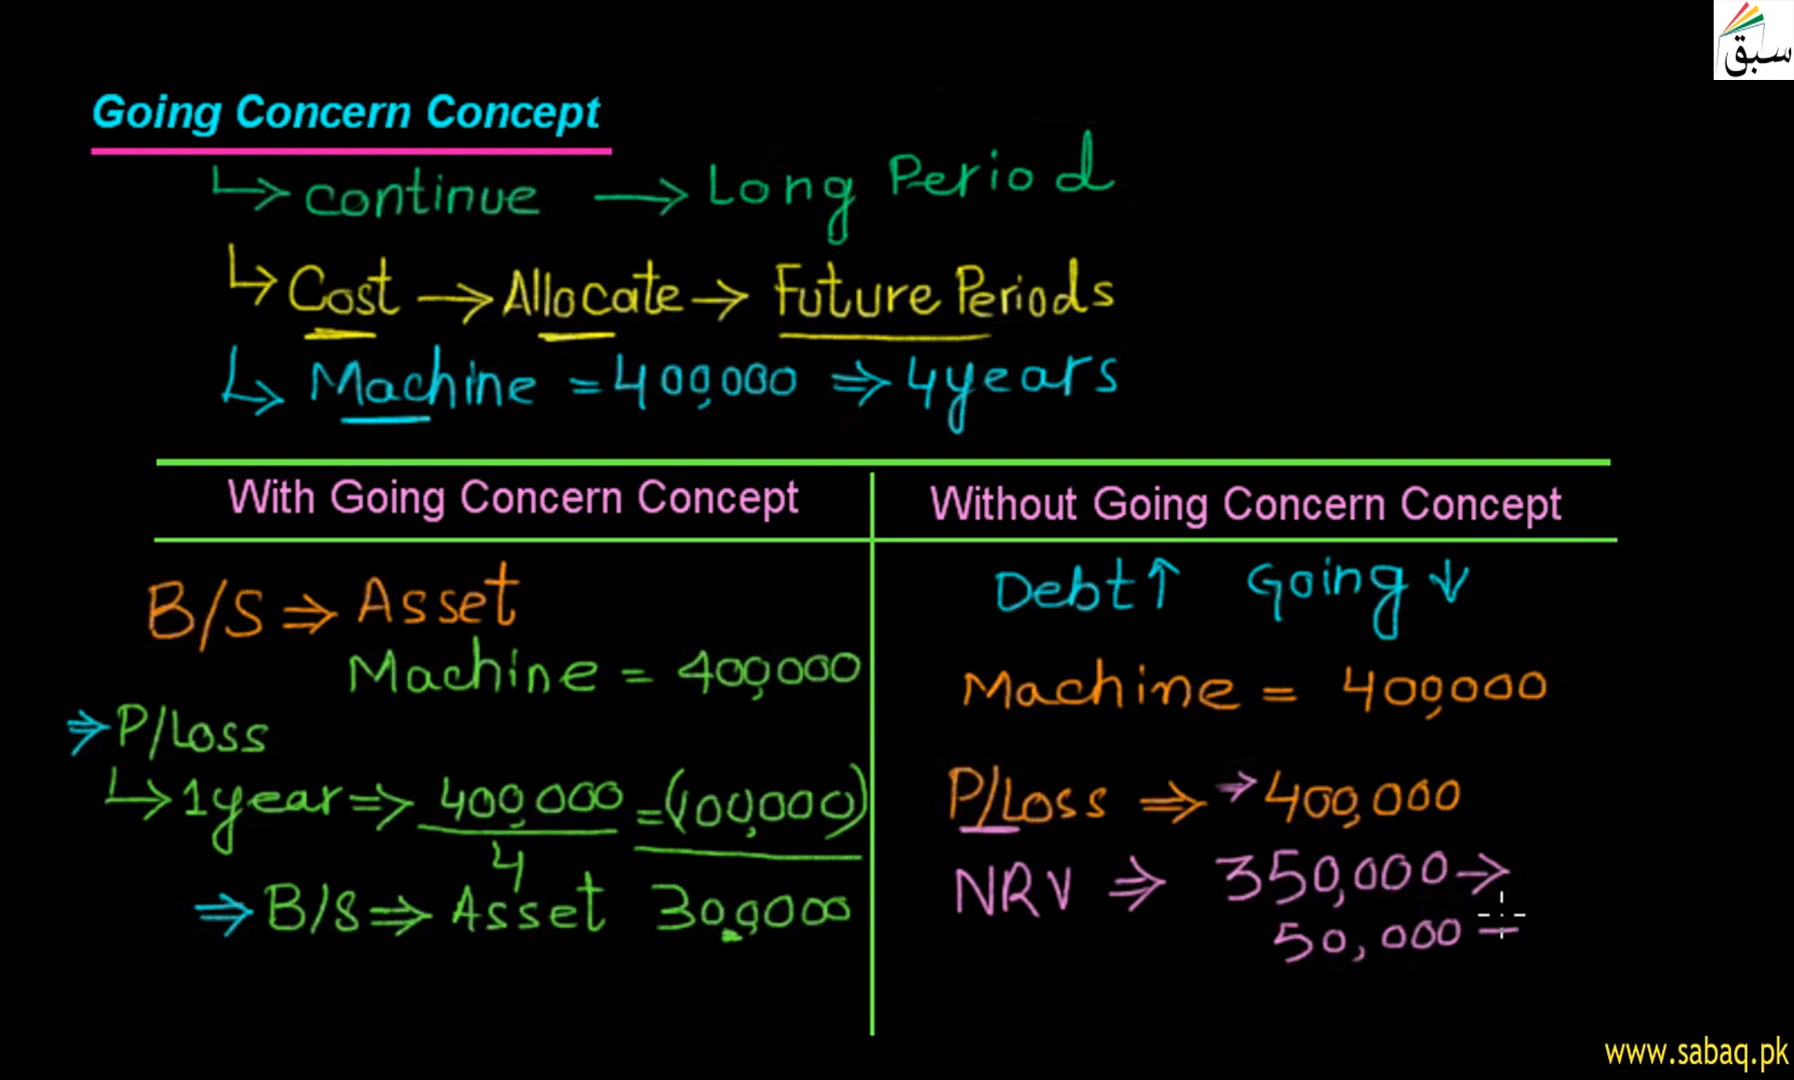 سبق
Going Concern Concept
↳ continue → Long Period
↳ Cost → Allocate → Future Periods
↳ Machine = 400,000 ⇒ 4 years
With Going Concern Concept
B/S ⇒ Asset
Machine = 400,000
⇒ P/Loss
↳ 1 year ⇒ 400,000 = (100,000)
4
⇒ B/S ⇒ Asset 300,000
Without Going Concern Concept
Debt ↑ Going ↓
Machine = 400,000
P/Loss ⇒ → 400,000
NRV ⇒ 350,000 →
50,000 =
www.sabaq.pk